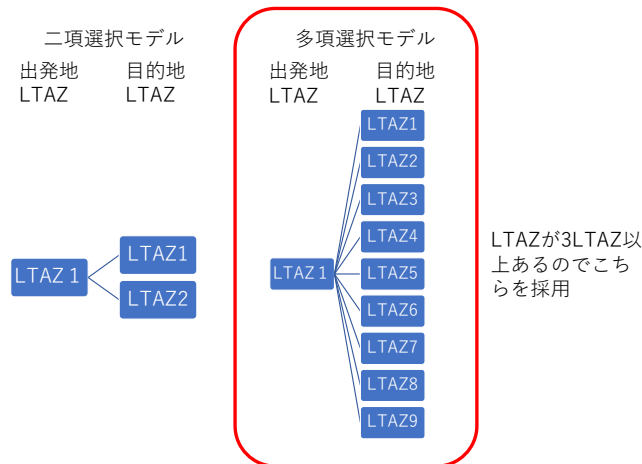 二項選択モデル
出発地
LTAZ
目的地
LTAZ
LTAZ 1
LTAZ1
LTAZ2
多項選択モデル
出発地
LTAZ
目的地
LTAZ
LTAZ 1
LTAZ1
LTAZ2
LTAZ3
LTAZ4
LTAZ5
LTAZ6
LTAZ7
LTAZ8
LTAZ9
LTAZが3LTAZ以
上あるのでこち
らを採用